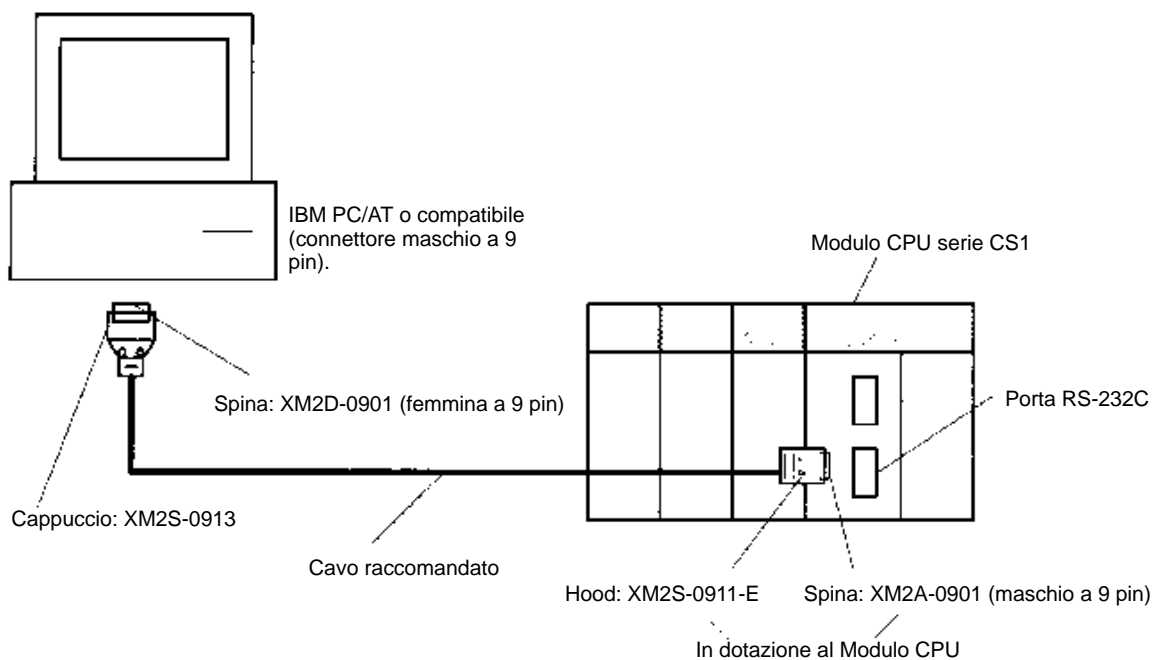 IBM PC/AT o compatibile
(connettore maschio a 9
pin).
Modulo CPU serie CS1
Spina: XM2D-0901 (femmina a 9 pin)
Porta RS-232C
Cappuccio: XM2S-0913
Cavo raccomandato
Hood: XM2S-0911-E
Spina: XM2A-0901 (maschio a 9 pin)
In dotazione al Modulo CPU